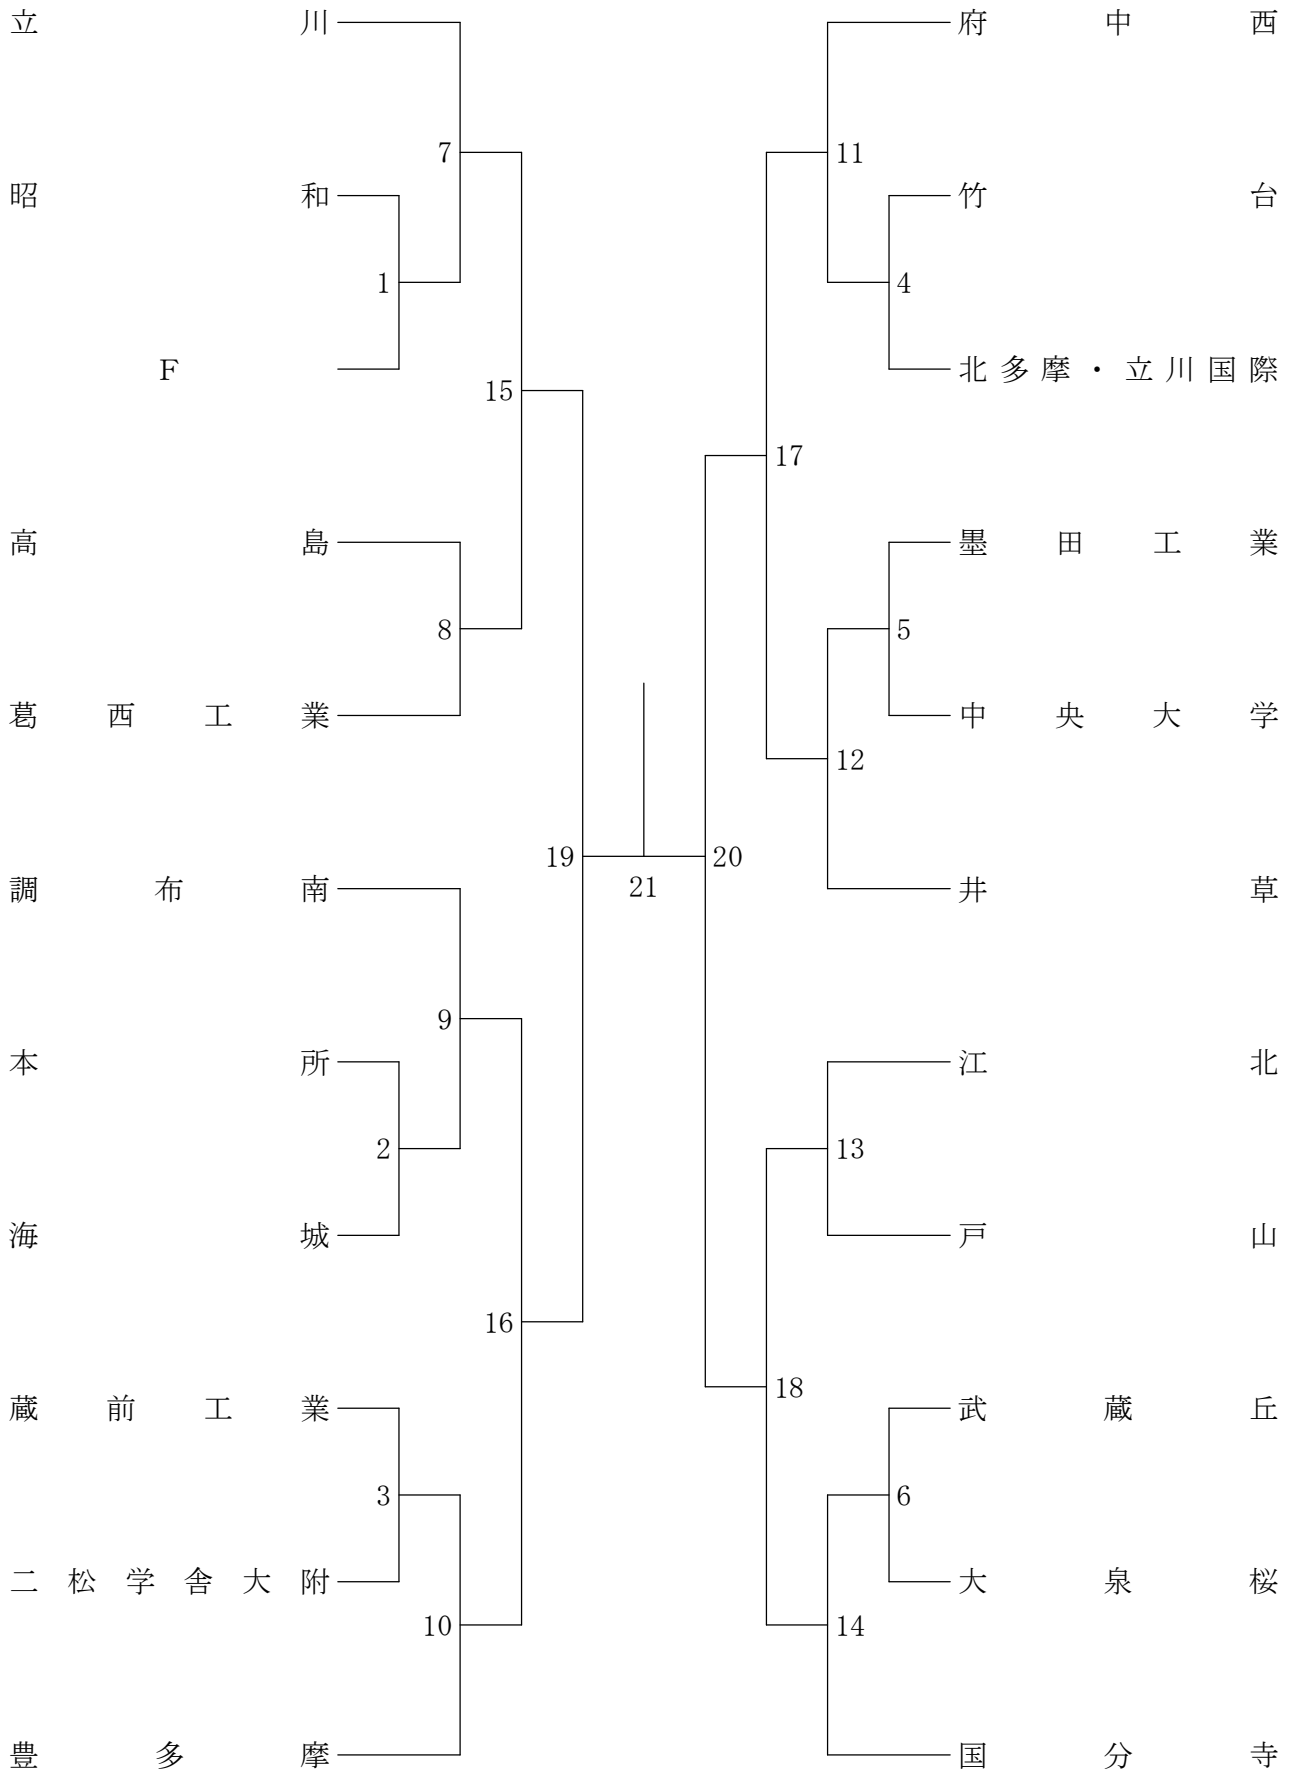 立川
府中西
7
11
昭和
竹台
1
4
F
北多摩・立川国際
15
17
高島
墨田工業
8
5
葛西工業
中央大学
12
19
20
21
調布南
井草
9
本所
江北
2
13
海城
戸山
16
18
蔵前工業
武蔵丘
3
6
二松学舎大附
大泉桜
10
14
豊多摩
国分寺